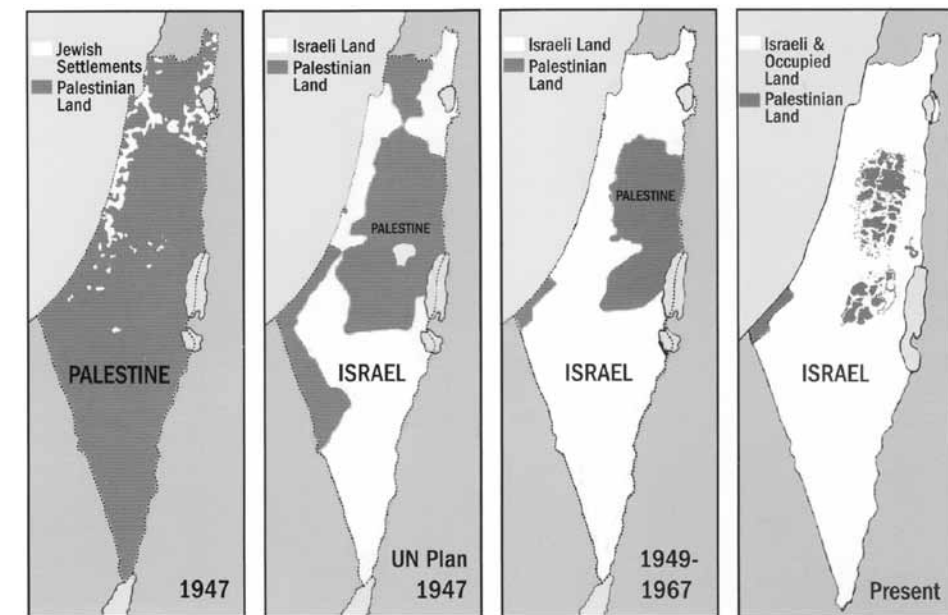 Jewish
Settlements
Palestinian
Land
PALESTINE
1947
Israeli Land
Palestinian
Land
PALESTINE
ISRAEL
UN Plan
1947
Israeli Land
Palestinian
Land
PALESTINE
ISRAEL
1949-
1967
Israeli &
Occupied
Land
Palestinian
Land
ISRAEL
Present